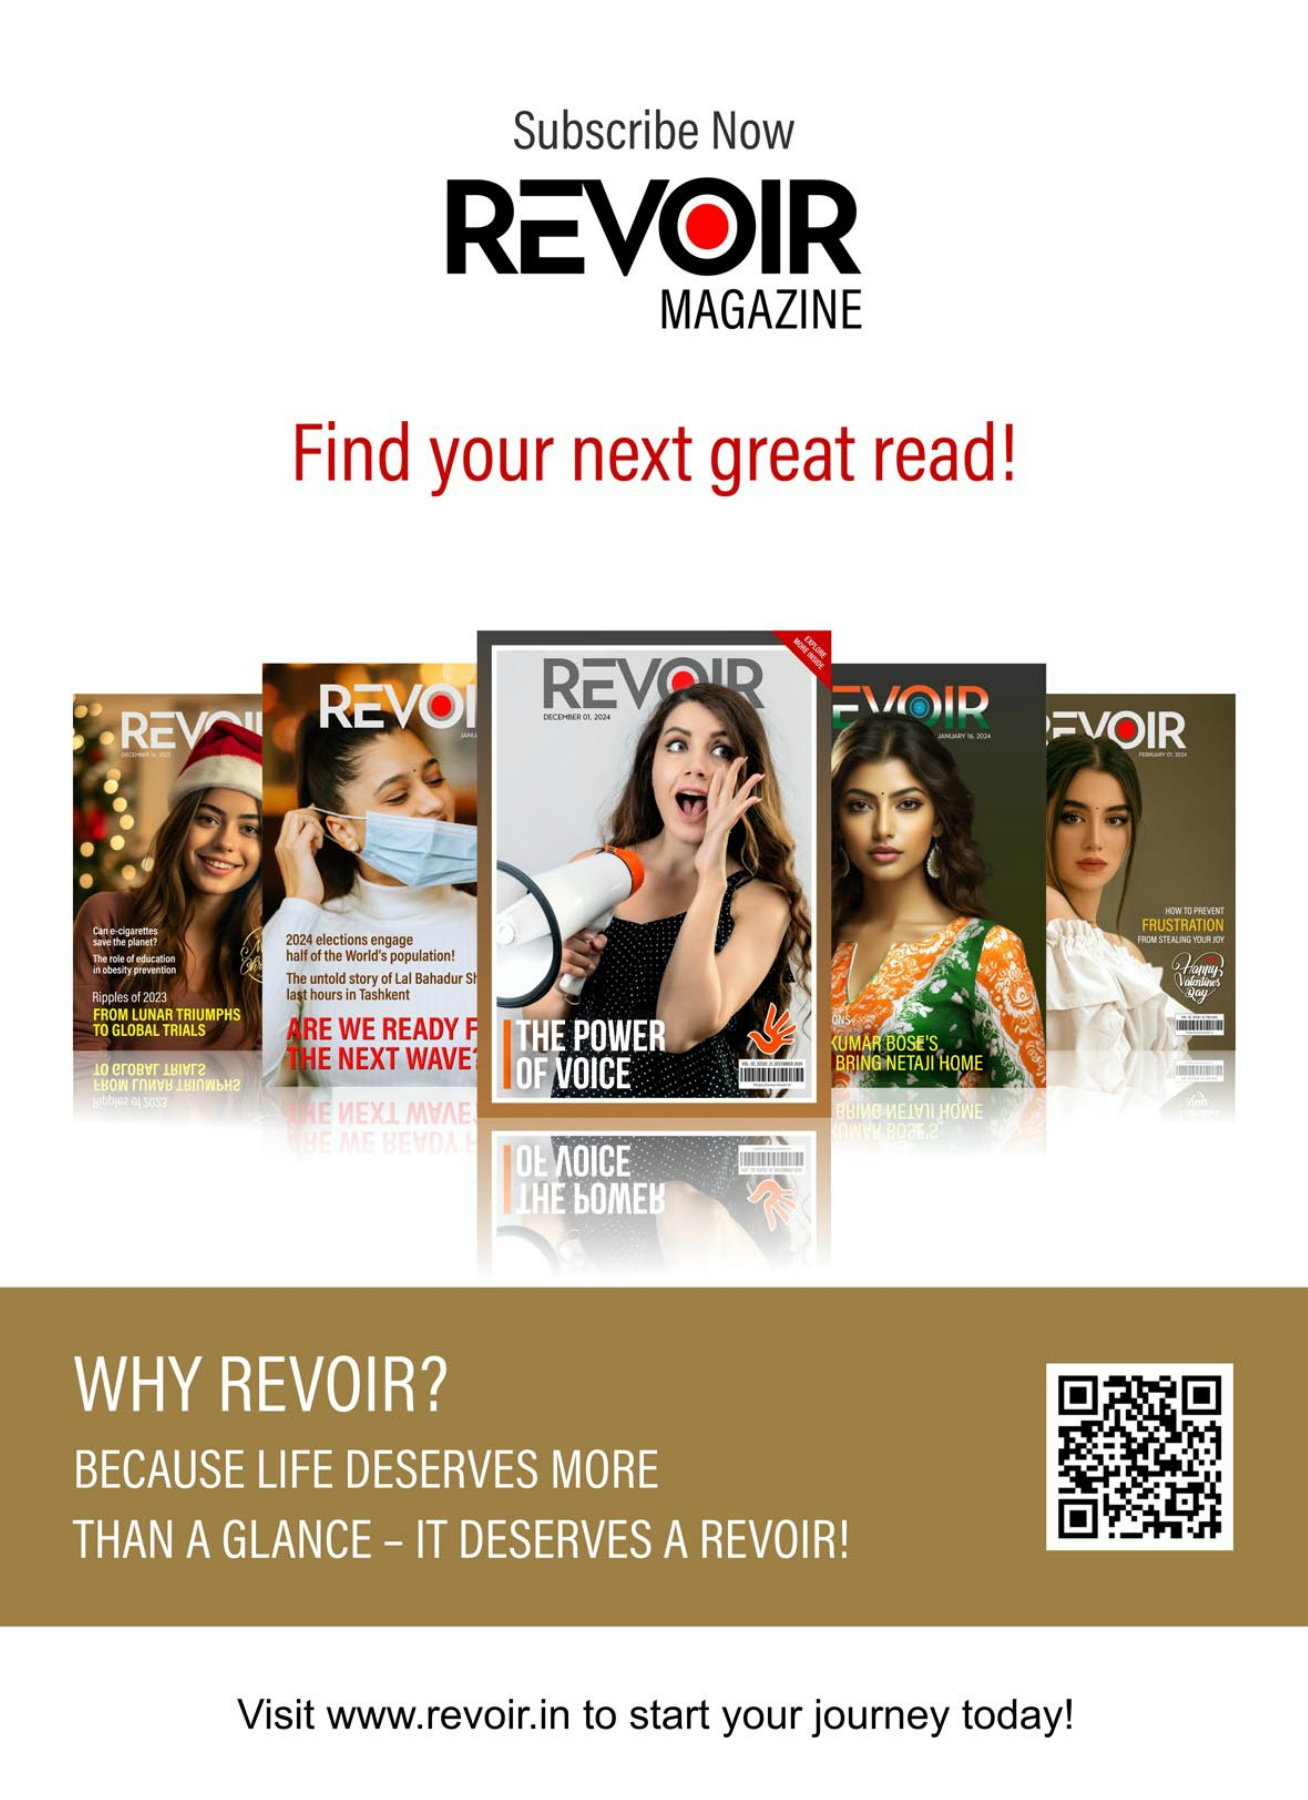 Subscribe Now
REVOIR
MAGAZINE
Find your next great read!
REVOI
DECEMBER 16, 2023
Can e-cigarettes
save the planet?
The role of education
in obesity prevention
Ripples of 2023
FROM LUNAR TRIUMPHS
TO GLOBAL TRIALS
REVOI
2024 elections engage
half of the World's population!
The untold story of Lal Bahadur Sh
last hours in Tashkent
ARE WE READY F
THE NEXT WAVE?
EXPLORE
MORE INSIDE
REVOIR
DECEMBER 01, 2024
THE POWER
OF VOICE
EVOIR
JANUARY 16, 2024
ONS
KUMAR BOSE'S
BRING NETAJI HOME
EVOIR
FEBRUARY 01, 2024
HOW TO PREVENT
FRUSTRATION
FROM STEALING YOUR JOY
Happy
Valentines
Day
WHY REVOIR?
BECAUSE LIFE DESERVES MORE
THAN A GLANCE – IT DESERVES A REVOIR!
Visit www.revoir.in to start your journey today!